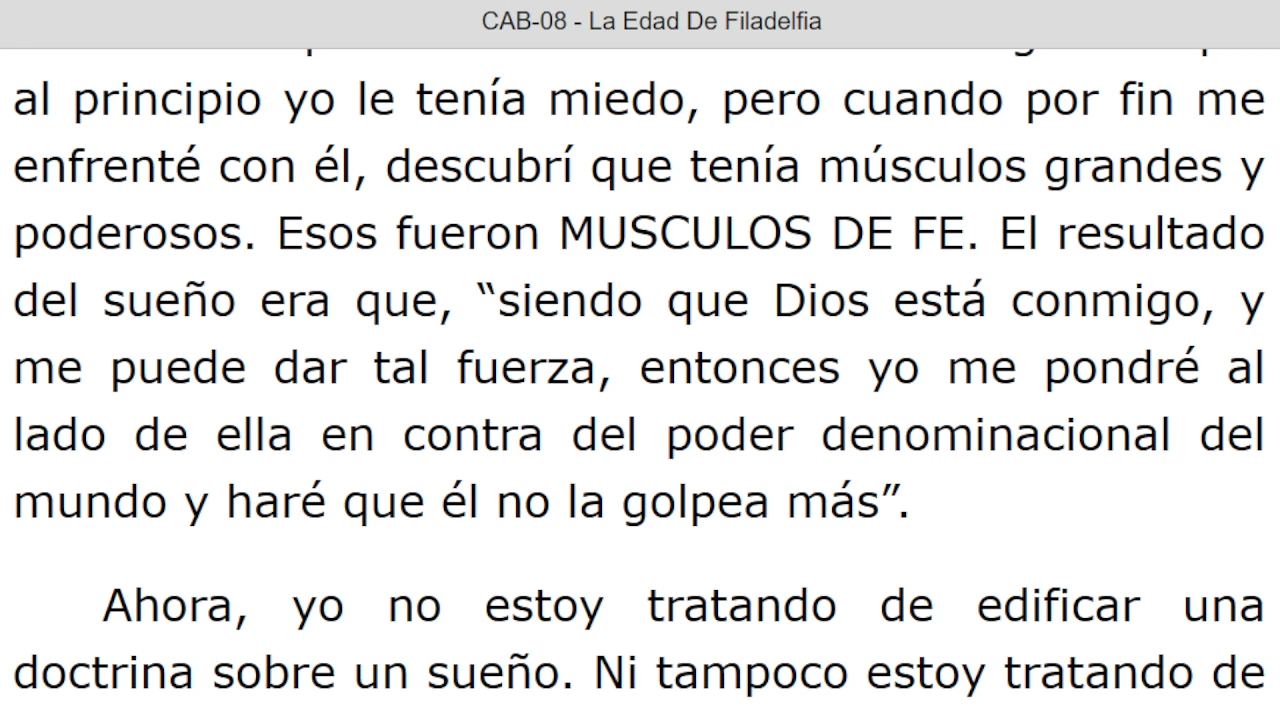 CAB-08 - La Edad De Filadelfia
al principio yo le tenía miedo, pero cuando por fin me
enfrenté con él, descubrí que tenía músculos grandes y
poderosos. Esos fueron MUSCULOS DE FE. El resultado
del sueño era que, “siendo que Dios está conmigo, y
me puede dar tal fuerza, entonces yo me pondré al
lado de ella en contra del poder denominacional del
mundo y haré que él no la golpea más”.
Ahora, yo no estoy tratando de edificar una
doctrina sobre un sueño. Ni tampoco estoy tratando de